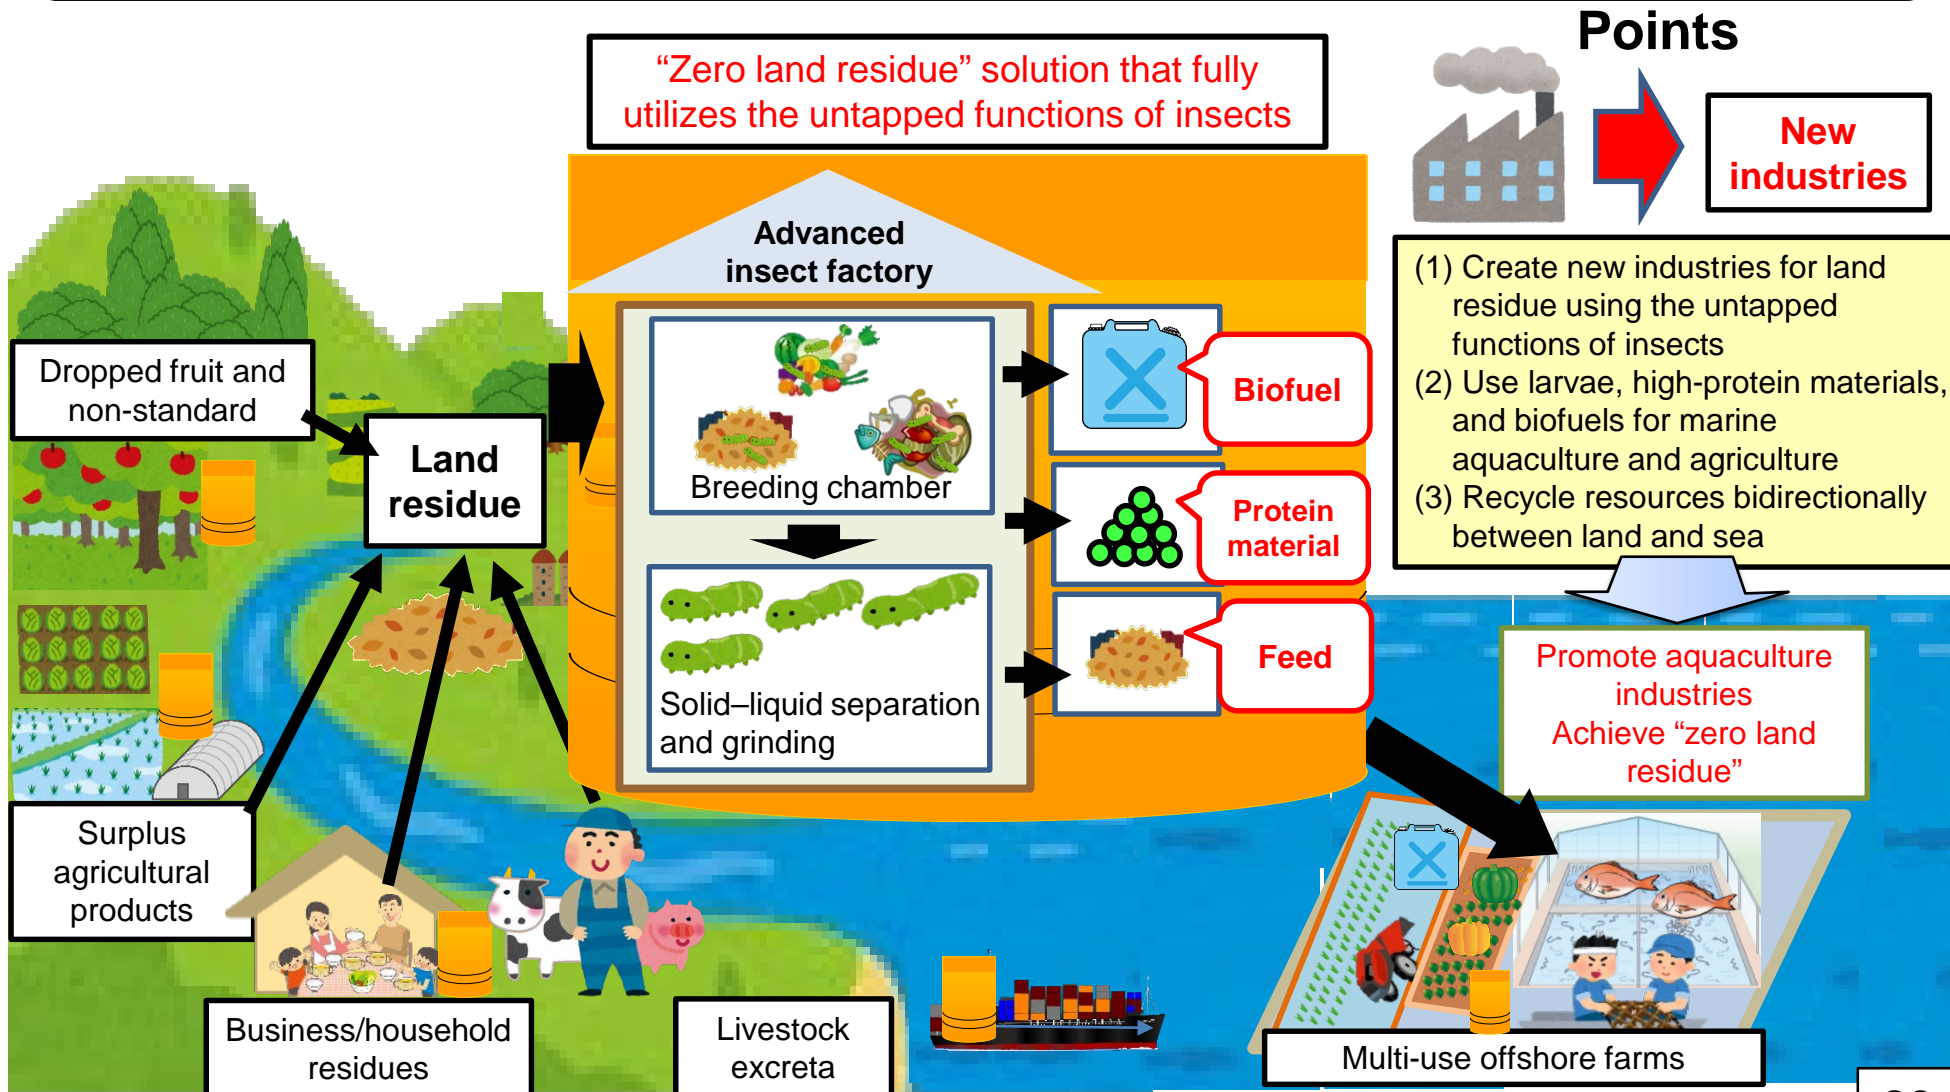 Points
“Zero land residue” solution that fully
utilizes the untapped functions of insects
New
industries
Advanced
insect factory
(1) Create new industries for land
residue using the untapped
functions of insects
(2) Use larvae, high-protein materials,
and biofuels for marine
aquaculture and agriculture
(3) Recycle resources bidirectionally
between land and sea
Dropped fruit and
non-standard
Land
residue
Breeding chamber
Biofuel
Protein
material
Solid–liquid separation
and grinding
Feed
Promote aquaculture
industries
Achieve “zero land
residue”
Surplus
agricultural
products
Business/household
residues
Livestock
excreta
Multi-use offshore farms